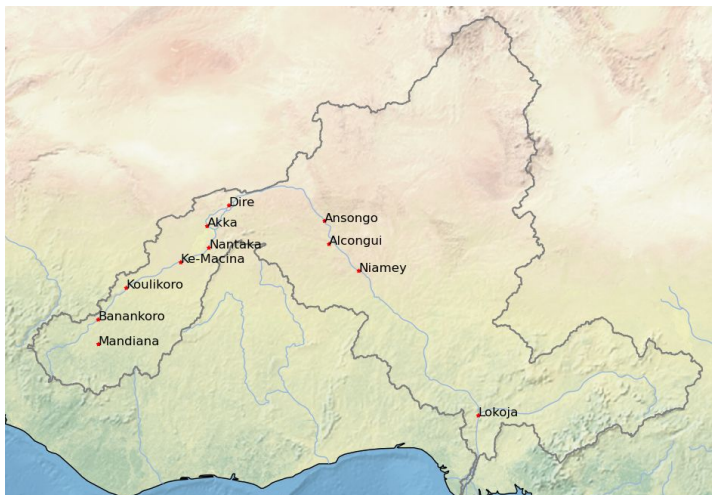 Dire
Ansongo
Akka
Alcongui
Nantaka
Ke-Macina
Niamey
Koulikoro
Banankoro
Mandiana
Lokoja